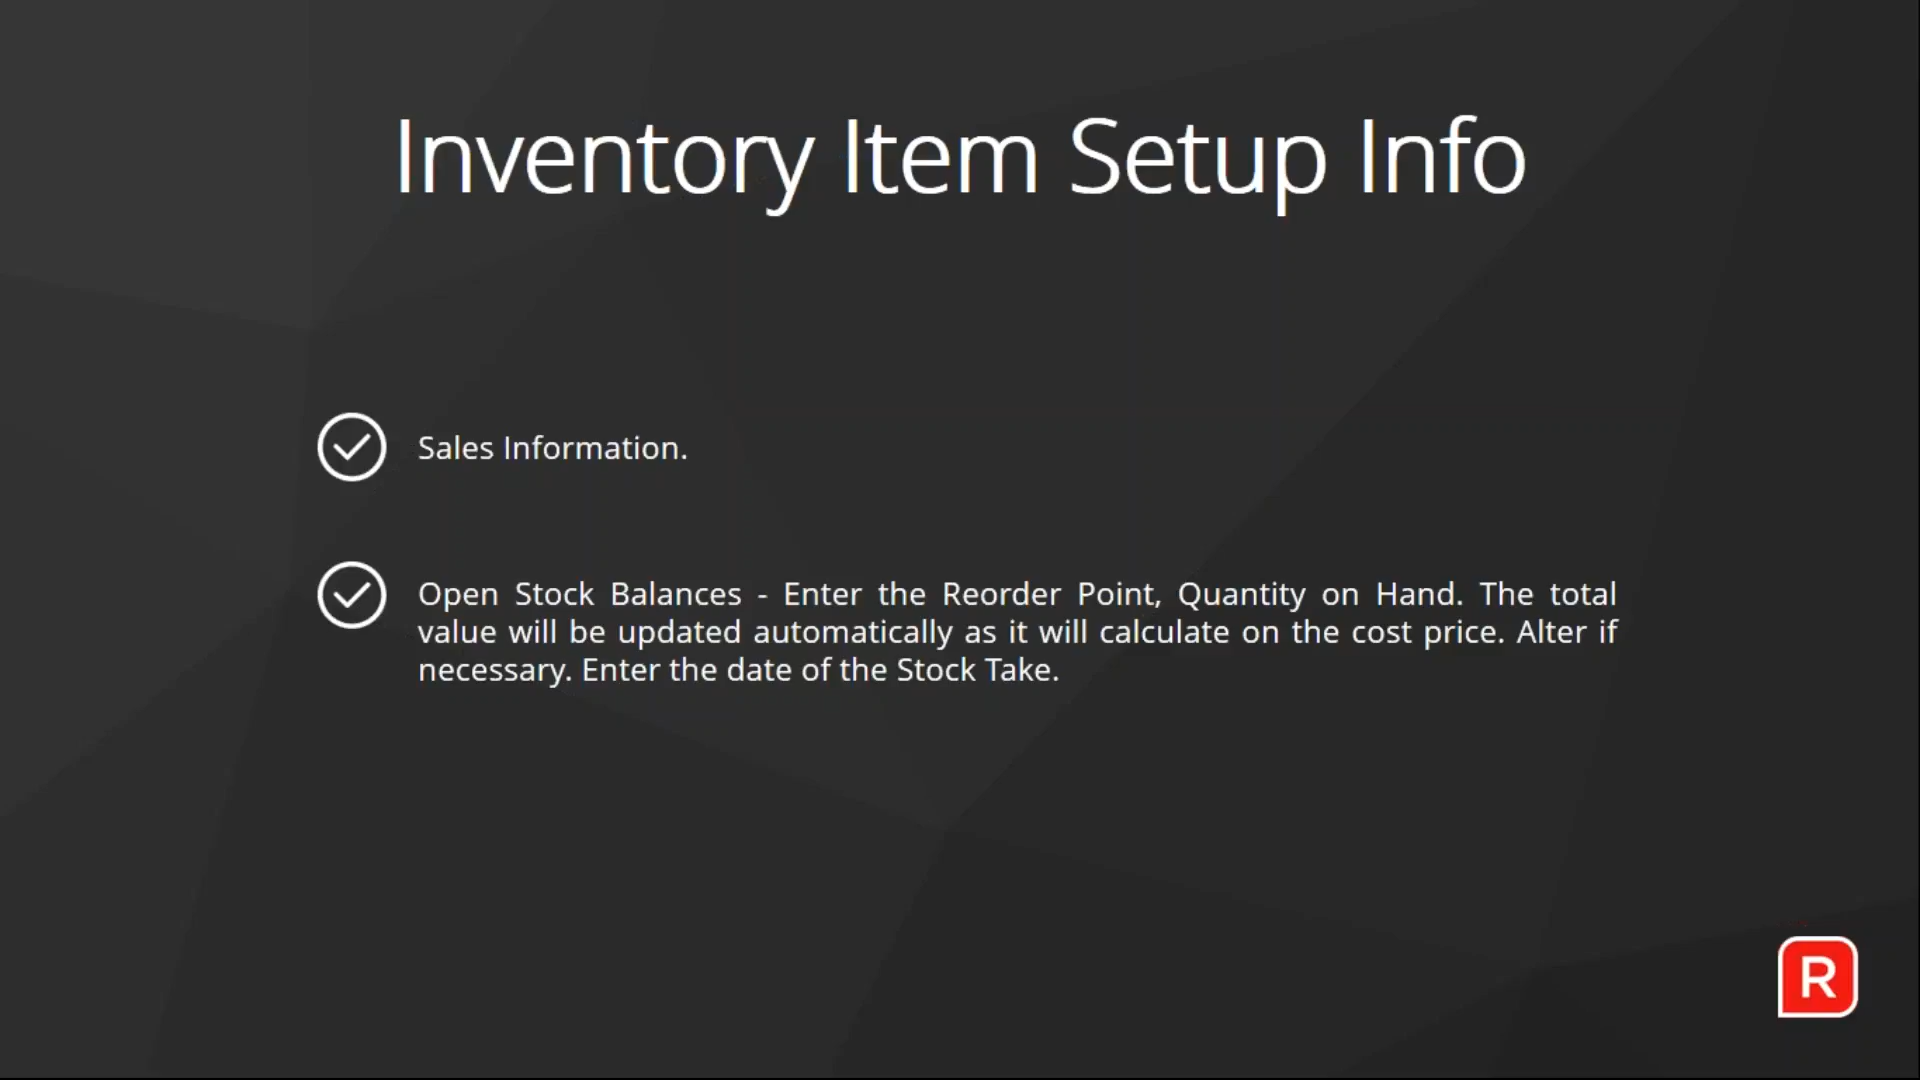 Inventory Item Setup Info
Sales Information.
Open Stock Balances - Enter the Reorder Point, Quantity on Hand. The total
value will be updated automatically as it will calculate on the cost price. Alter if
necessary. Enter the date of the Stock Take.
R